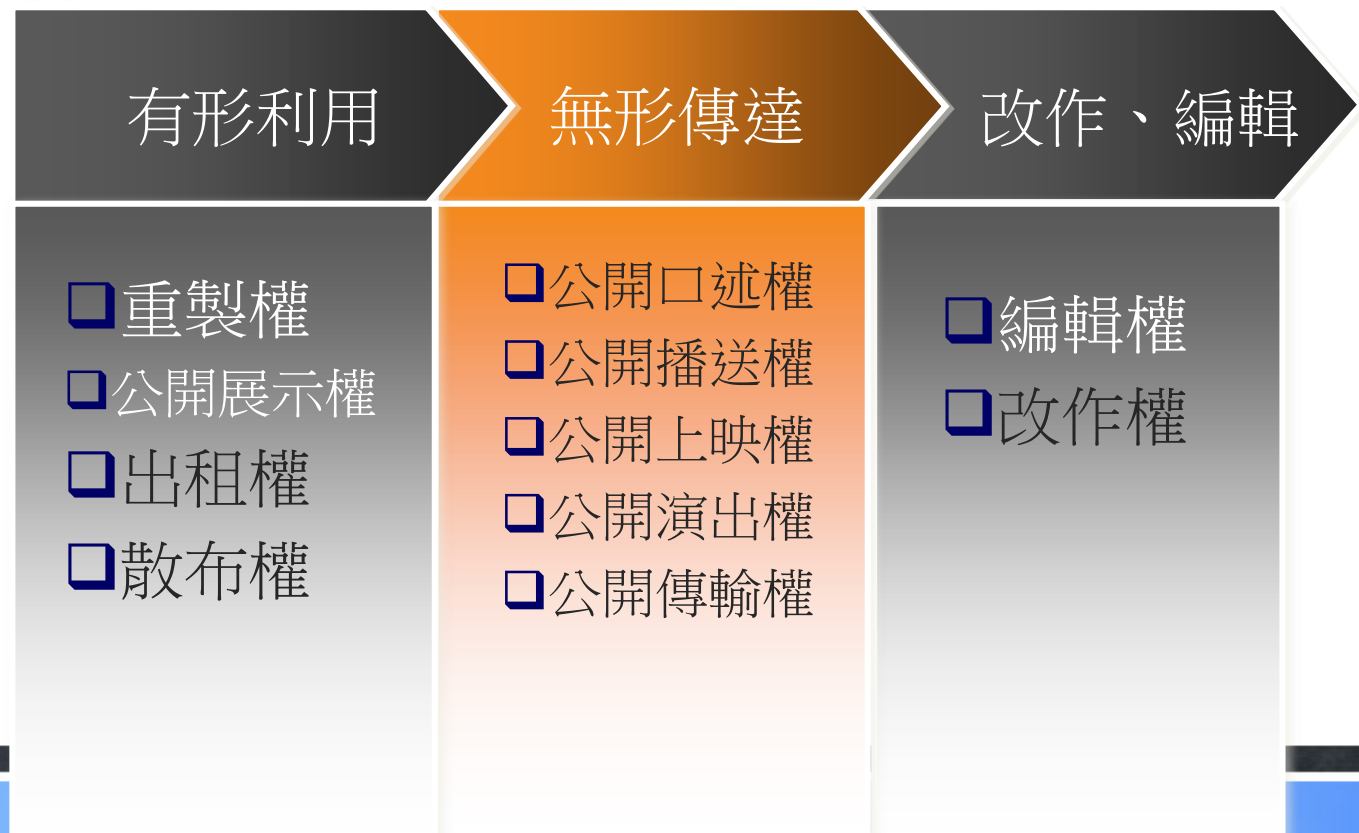 有形利用
無形傳達
改作、編輯
重製權
公開展示權
出租權
散布權
公開口述權
公開播送權
公開上映權
公開演出權
公開傳輸權
編輯權
改作權